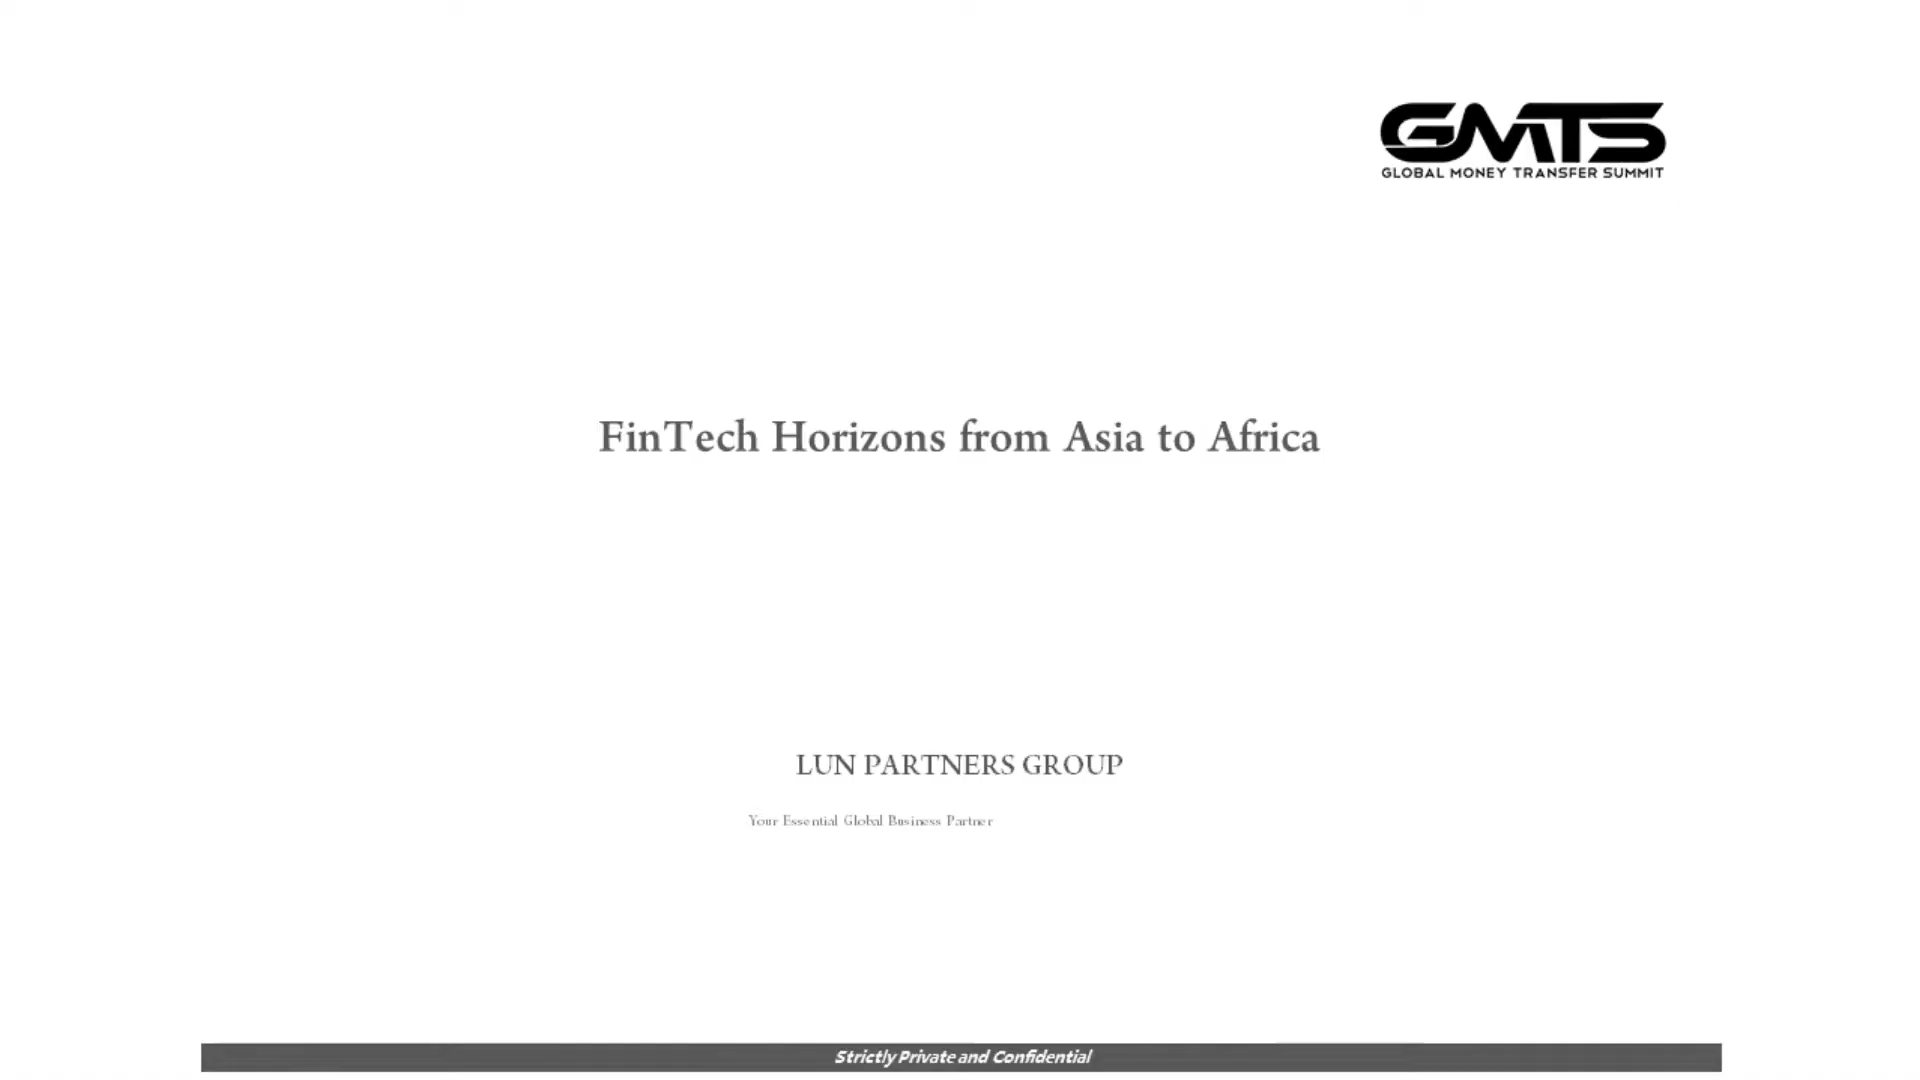 GMTS
GLOBAL MONEY TRANSFER SUMMIT
FinTech Horizons from Asia to Africa
LUN PARTNERS GROUP
Your Essential Global Business Partner
Strictly Private and Confidential